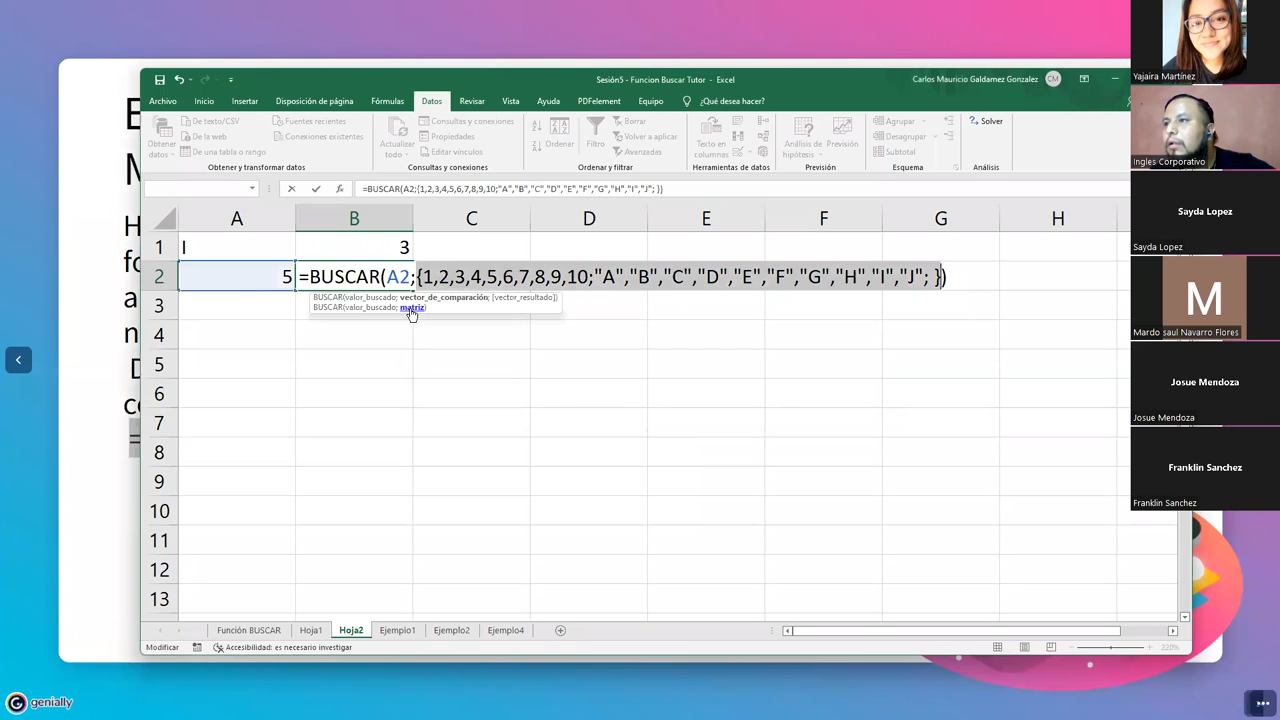 Sesión5 - Funcion Buscar Tutor - Excel
Carlos Mauricio Galdamez Gonzalez
CM
Archivo Inicio Insertar Disposición de página Fórmulas Datos Revisar Vista Ayuda PDFelement Equipo ¿Qué desea hacer?
Obtener datos
De texto/CSV
De la web
De una tabla o rango
Fuentes recientes
Conexiones existentes
Obtener y transformar datos
Actualizar todo
Consultas y conexiones
Propiedades
Editar vínculos
Consultas y conexiones
Ordenar
Filtro
Borrar
Volver a aplicar
Avanzadas
Ordenar y filtrar
Texto en columnas
Herramientas de datos
Análisis de hipótesis
Previsión
Previsión
Agrupar
Desagrupar
Subtotal
Esquema
Solver
Análisis
=BUSCAR(A2;{1,2,3,4,5,6,7,8,9,10;"A","B","C","D","E","F","G","H","I","J"; })
A B C D E F G H
1 I 3
2 5 =BUSCAR(A2;{1,2,3,4,5,6,7,8,9,10;"A","B","C","D","E","F","G","H","I","J"; })
BUSCAR(valor_buscado; vector_de_comparación; [vector_resultado])
BUSCAR(valor_buscado; matriz)
3
4
5
6
7
8
9
10
11
12
13
Función BUSCAR Hoja1 Hoja2 Ejemplo1 Ejemplo2 Ejemplo4
Modificar
Accesibilidad: es necesario investigar
220%
Yajaira Martínez
Ingles Corporativo
Sayda Lopez
Sayda Lopez
M
Mardo saul Navarro Flores
Josue Mendoza
Josue Mendoza
Franklin Sanchez
Franklin Sanchez
genially